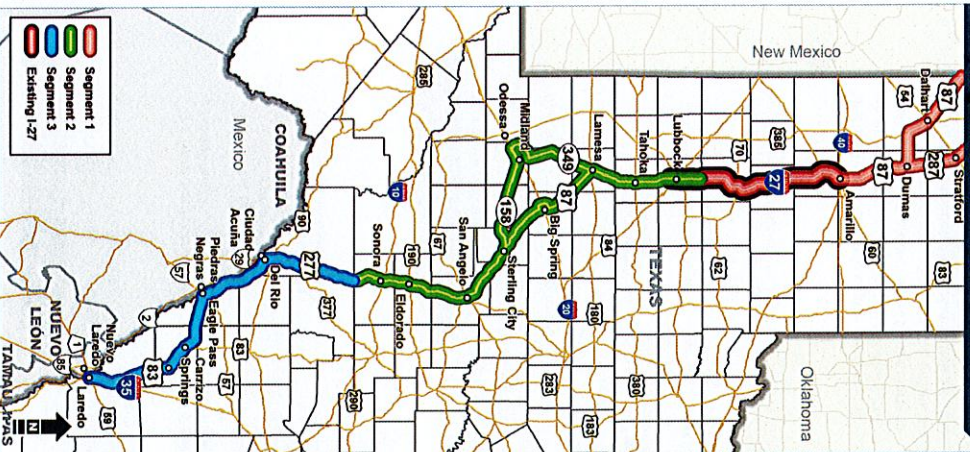 New Mexico
Oklahoma
87
Dalhart
54
287
Stratford
Dumas
87
83
385
40
Amarillo
60
27
70
Lubbock
62
Tahoka
TEXAS
Lamesa
349
87
84
Big Spring
380
180
20
Midland
Odessa
158
Sterling City
283
183
285
67
San Angelo
190
10
Eldorado
Sonora
290
277
377
90
COAHUILA
Mexico
Ciudad
Acuña
29
Del Rio
57
Piedras
Negras
Eagle Pass
83
57
Carrizo
Springs
2
83
35
Nuevo
Laredo
1
85
Laredo
59
NUEVO
LEÓN
TAMAULIPAS
Segment 1
Segment 2
Segment 3
Existing I-27
N